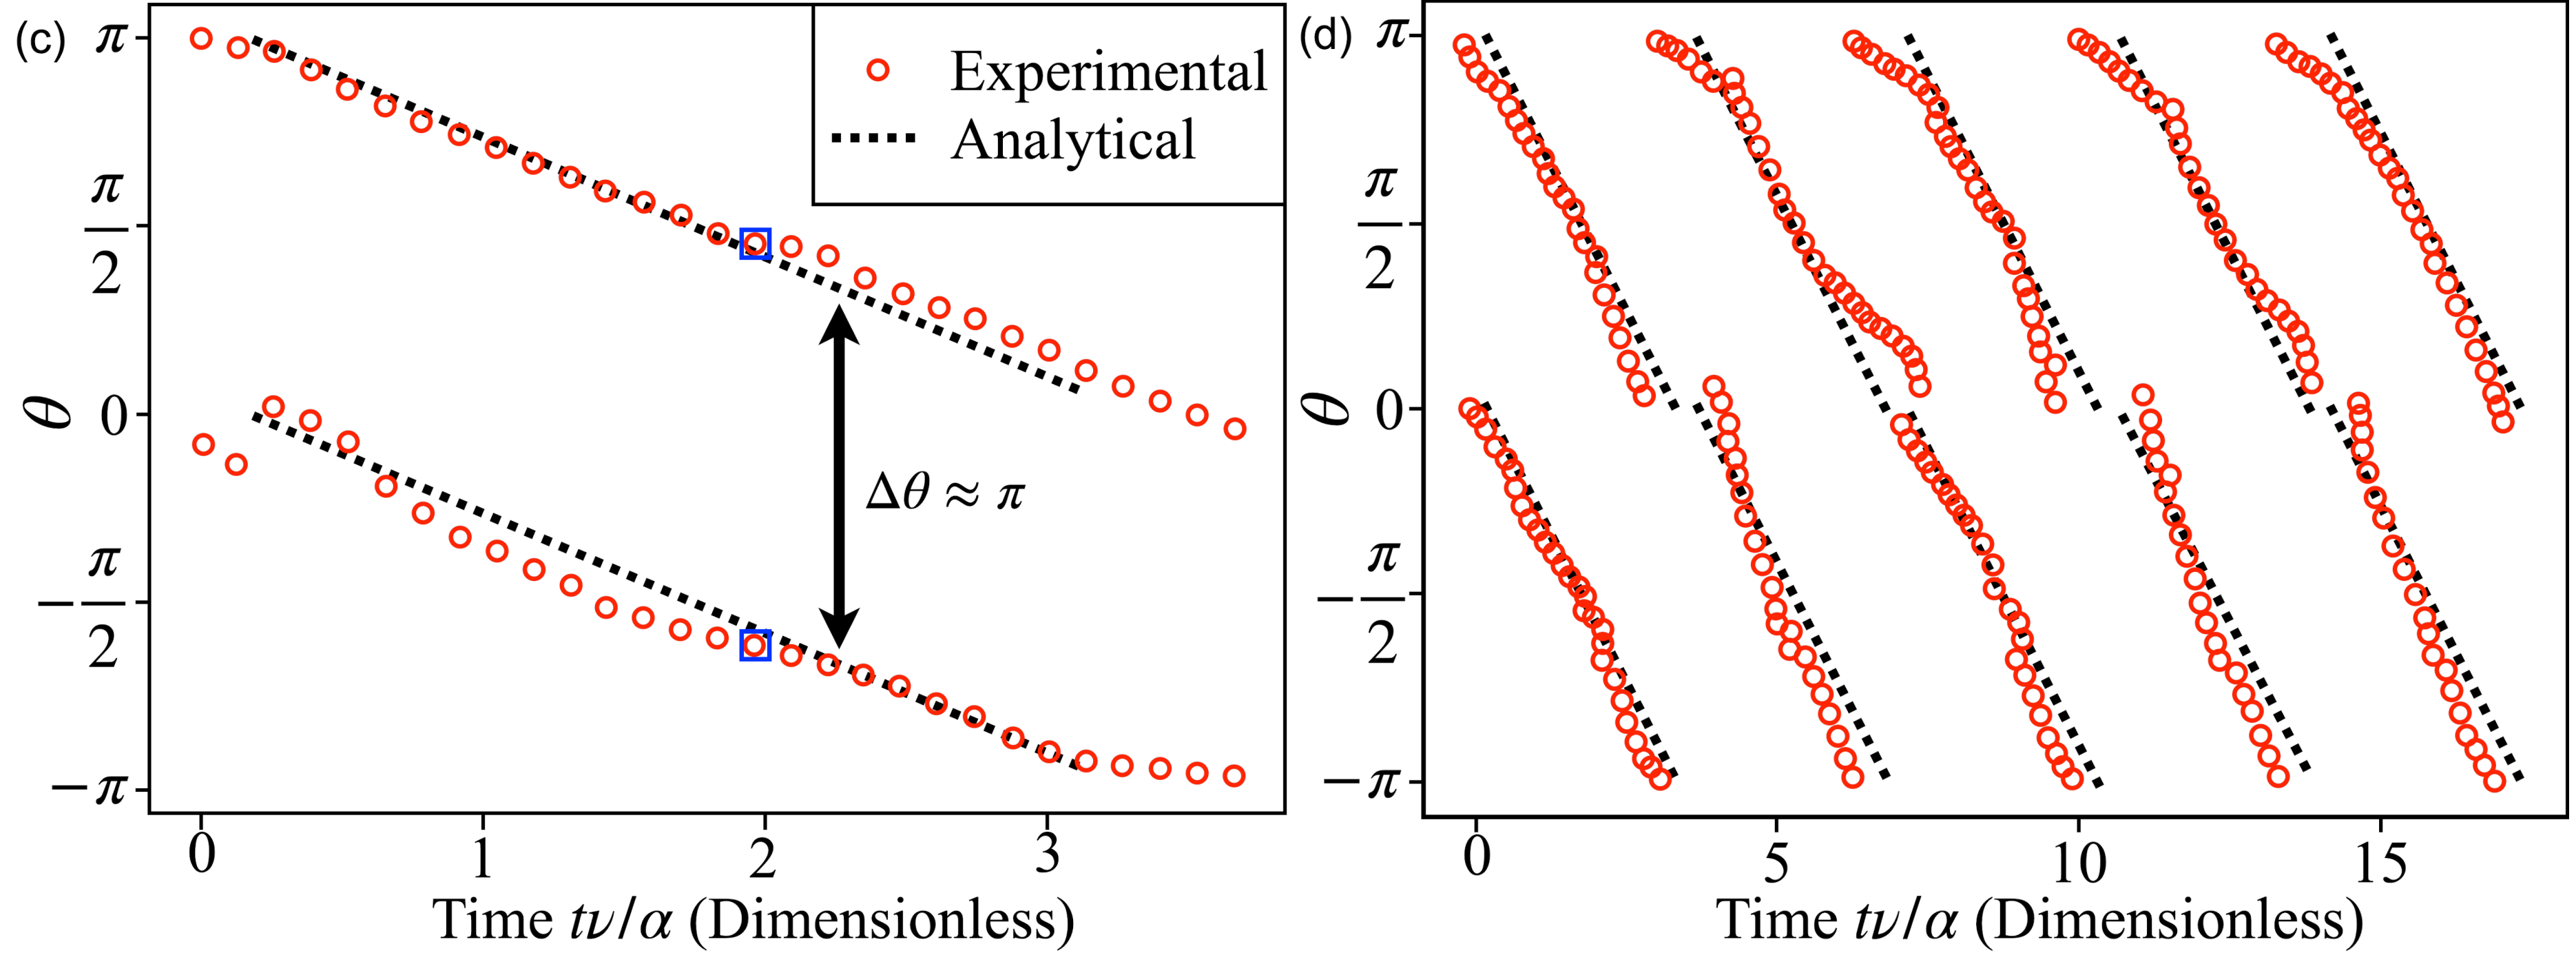 (c)
π
π
2
0
π
−
2
−π
θ
0 1 2 3
Time tν/α (Dimensionless)
Experimental
Analytical
Δθ ≈ π
(d)
π
π
2
0
π
−
2
−π
θ
0 5 10 15
Time tν/α (Dimensionless)